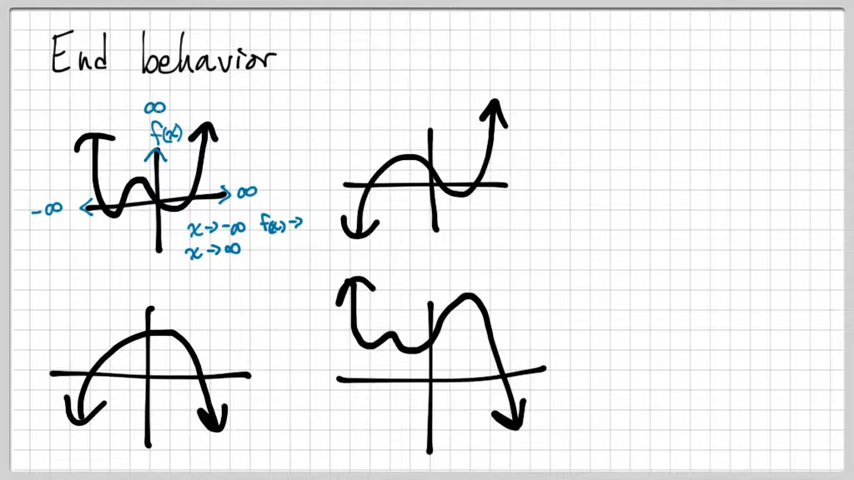 End behavior
∞
f(x)
-∞ ∞
x→-∞ f(x)→
x→∞